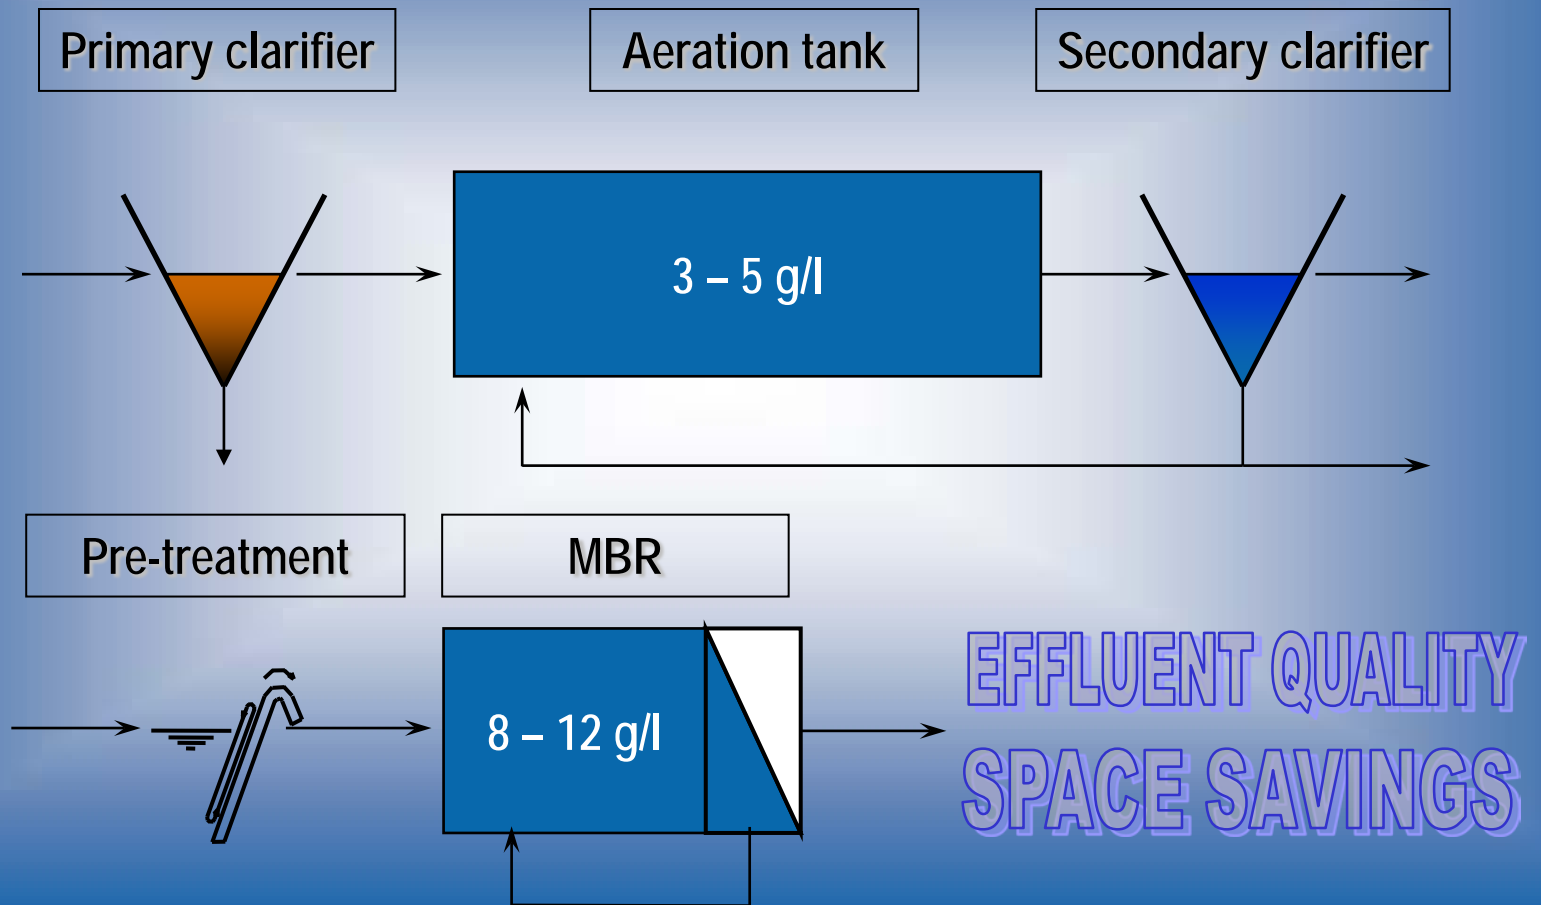 Primary clarifier
Aeration tank
Secondary clarifier
3 – 5 g/l
Pre-treatment
MBR
8 – 12 g/l
EFFLUENT QUALITY
SPACE SAVINGS